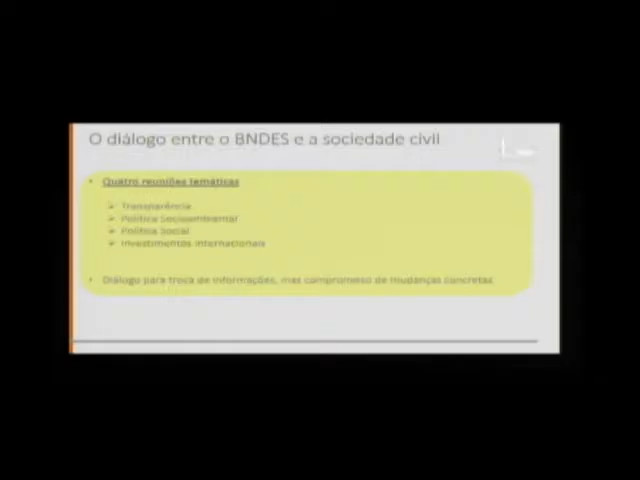 O diálogo entre o BNDES e a sociedade civil
• Quatro reuniões temáticas
➤ Transparência
➤ Política Socioambiental
➤ Política Social
➤ Investimentos Internacionais
• Diálogo para troca de informações, mas compromisso de mudanças concretas